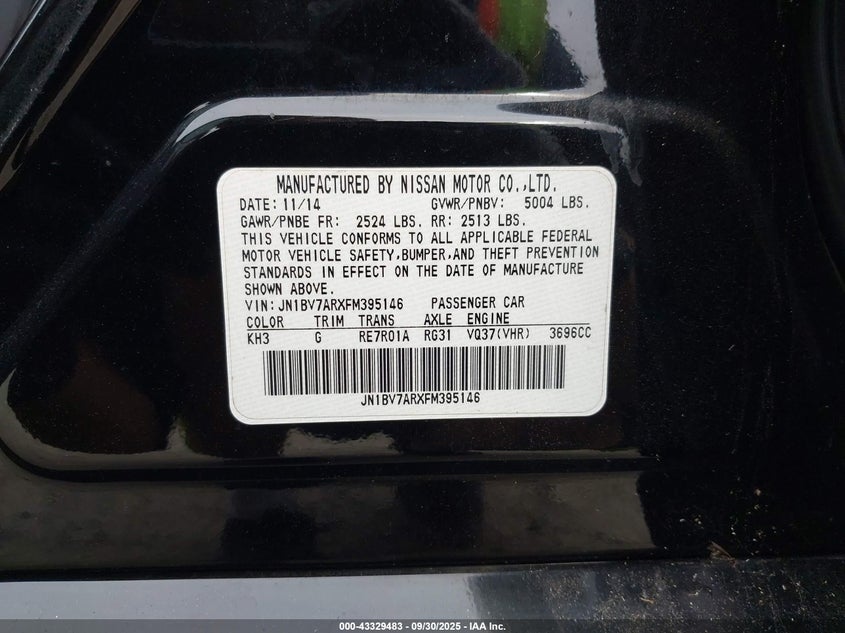 MANUFACTURED BY NISSAN MOTOR CO.,LTD.
DATE: 11/14 GVWR/PNBV: 5004 LBS.
GAWR/PNBE FR: 2524 LBS. RR: 2513 LBS.
THIS VEHICLE CONFORMS TO ALL APPLICABLE FEDERAL
MOTOR VEHICLE SAFETY,BUMPER,AND THEFT PREVENTION
STANDARDS IN EFFECT ON THE DATE OF MANUFACTURE
SHOWN ABOVE.
VIN: JN1BV7ARXFM395146 PASSENGER CAR
COLOR TRIM TRANS AXLE ENGINE
KH3 G RE7R01A RG31 VQ37(VHR) 3696CC
JN1BV7ARXFM395146
000-43329483 - 09/30/2025 - IAA Inc.